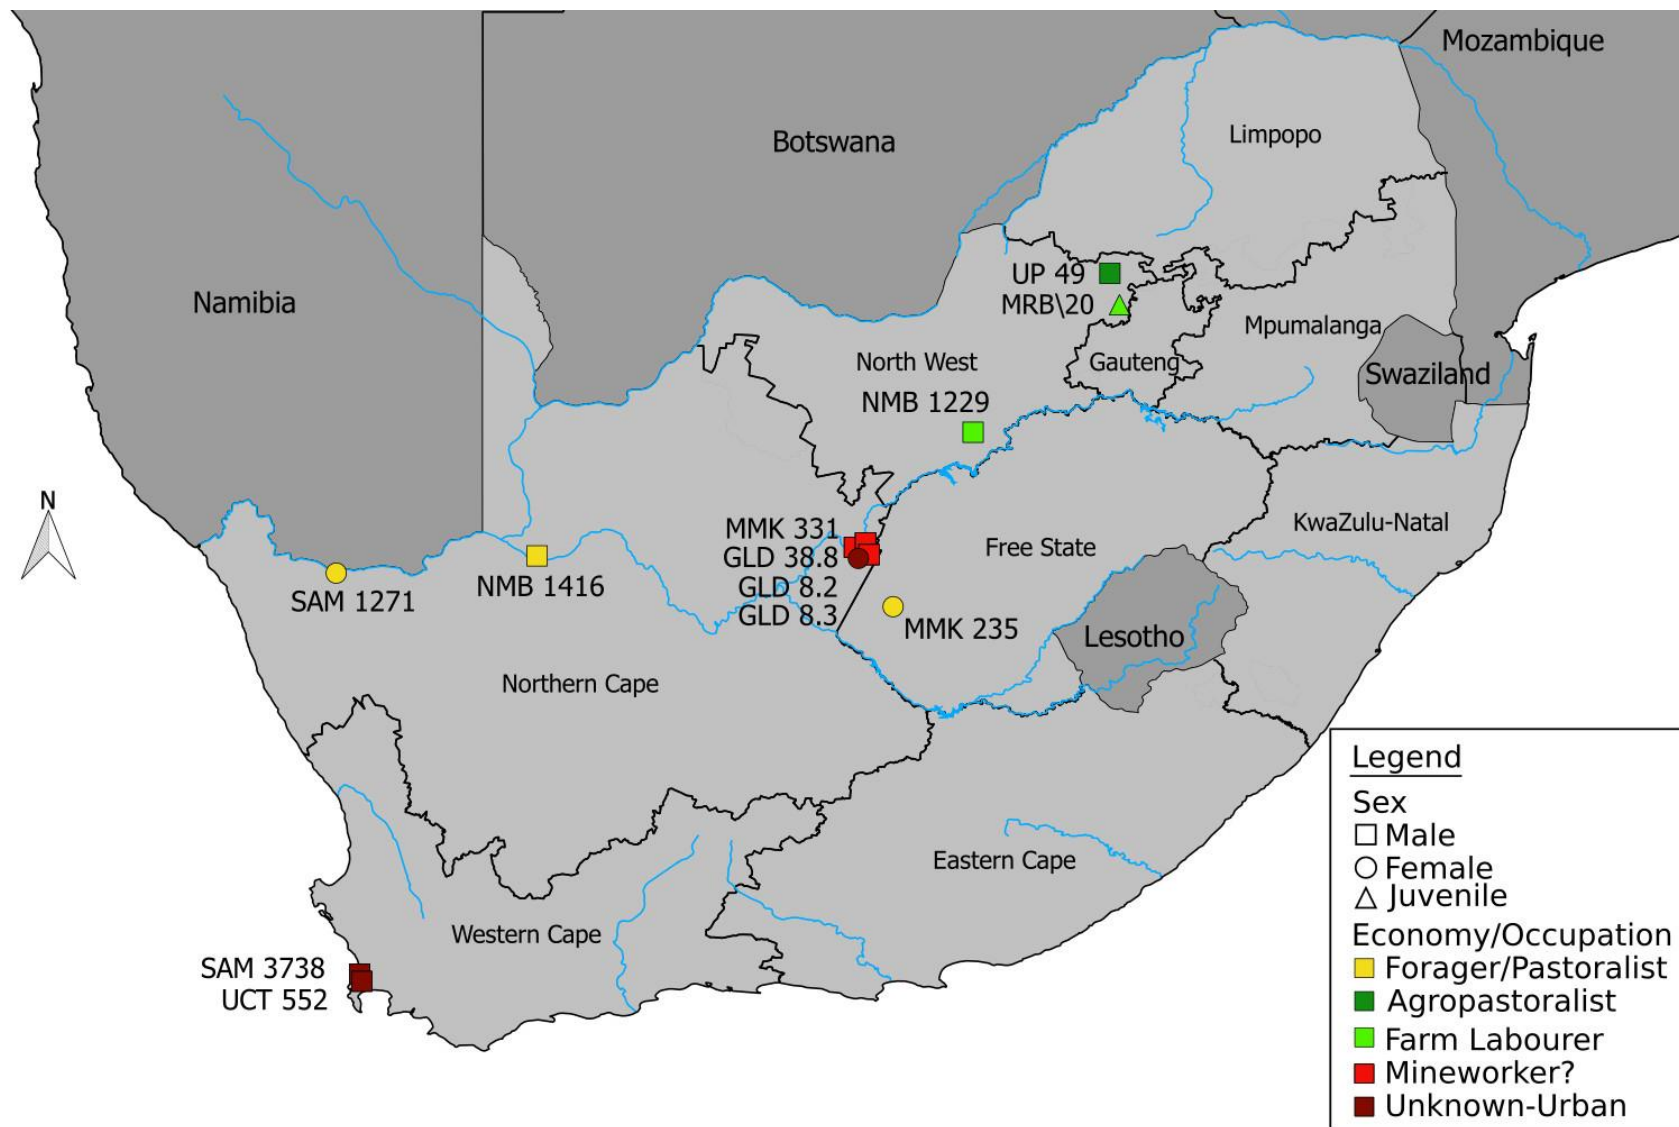 Mozambique
Botswana
Limpopo
UP 49
Namibia
MRB\20
Mpumalanga
North West
Gauteng
Swaziland
NMB 1229
N
KwaZulu-Natal
MMK 331
Free State
GLD 38.8
NMB 1416
GLD 8.2
SAM 1271
GLD 8.3
MMK 235
Lesotho
Northern Cape
Legend
Sex
Male
Eastern Cape
Female
Juvenile
Western Cape
Economy/Occupation
SAM 3738
Forager/Pastoralist
UCT 552
Agropastoralist
Farm Labourer
Mineworker?
Unknown-Urban